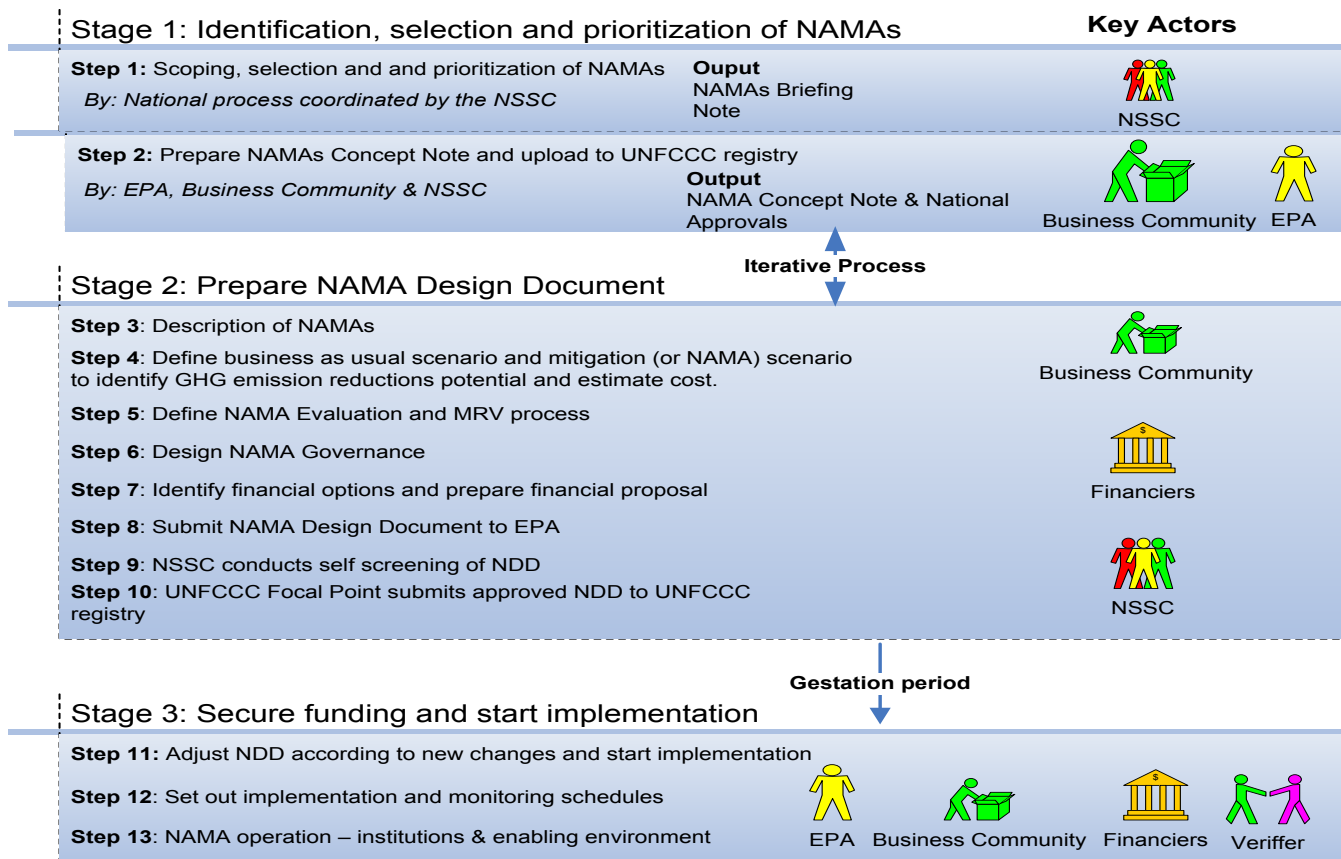 Stage 1: Identification, selection and prioritization of NAMAs
Key Actors
Step 1: Scoping, selection and and prioritization of NAMAs
By: National process coordinated by the NSSC
Ouput
NAMAs Briefing
Note
NSSC
Step 2: Prepare NAMAs Concept Note and upload to UNFCCC registry
By: EPA, Business Community & NSSC
Output
NAMA Concept Note & National
Approvals
Business Community
EPA
Iterative Process
Stage 2: Prepare NAMA Design Document
Step 3: Description of NAMAs
Step 4: Define business as usual scenario and mitigation (or NAMA) scenario
to identify GHG emission reductions potential and estimate cost.
Business Community
Step 5: Define NAMA Evaluation and MRV process
Step 6: Design NAMA Governance
$
Step 7: Identify financial options and prepare financial proposal
Financiers
Step 8: Submit NAMA Design Document to EPA
Step 9: NSSC conducts self screening of NDD
Step 10: UNFCCC Focal Point submits approved NDD to UNFCCC
registry
NSSC
Gestation period
Stage 3: Secure funding and start implementation
Step 11: Adjust NDD according to new changes and start implementation
Step 12: Set out implementation and monitoring schedules
$
Step 13: NAMA operation – institutions & enabling environment
EPA
Business Community
Financiers
Veriffer